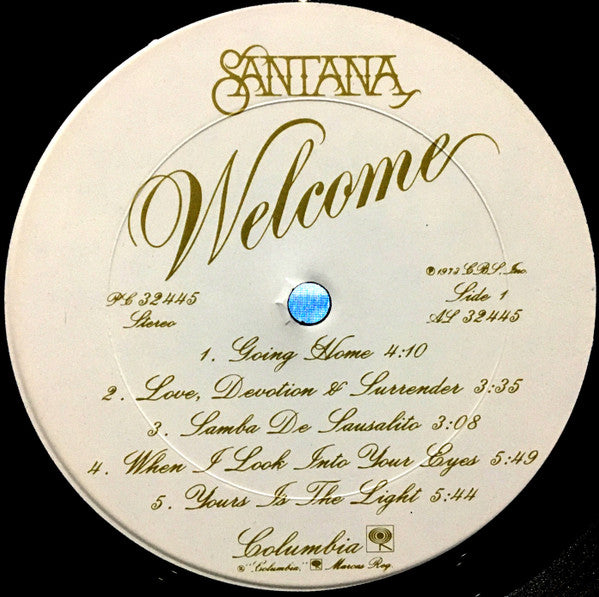 SANTANA
Welcome
℗ 1973 CBS, Inc.
PC 32445
Side 1
Stereo
AL 32445
1. Going Home 4:10
2. Love, Devotion & Surrender 3:35
3. Samba De Sausalito 3:08
4. When I Look Into Your Eyes 5:49
5. Yours Is The Light 5:44
Columbia
® "Columbia," Marcas Reg.